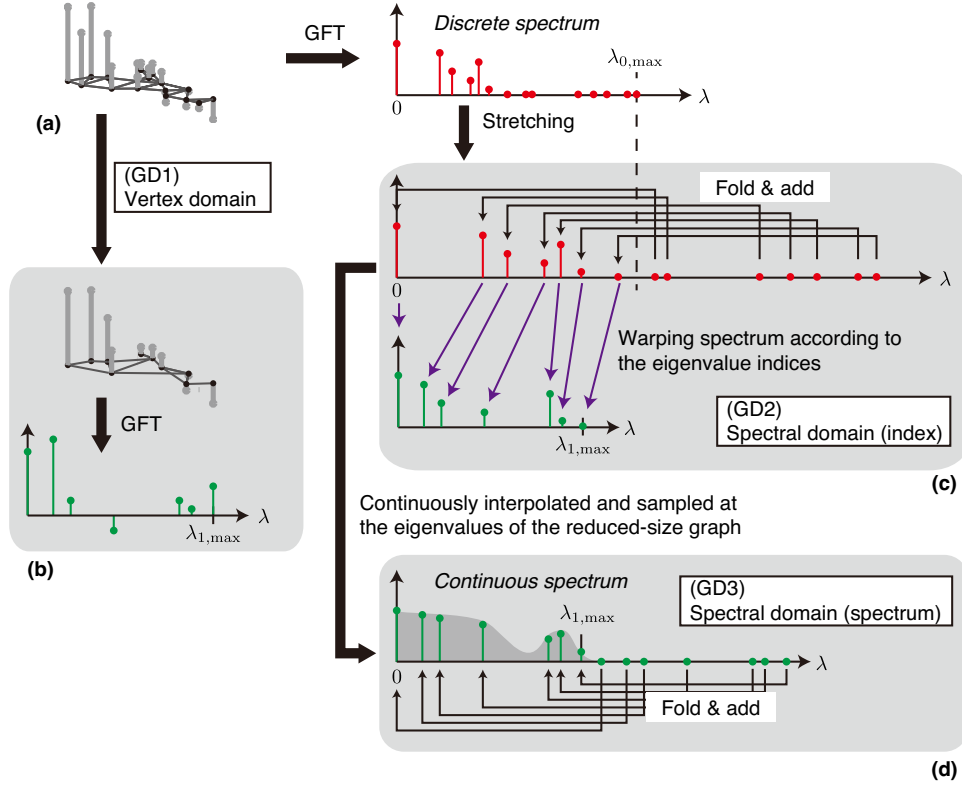 GFT
Discrete spectrum
λ0,max
0
λ
(a)
Stretching
(GD1)
Vertex domain
Fold & add
0
λ
Warping spectrum according to
the eigenvalue indices
GFT
λ
λ1,max
(GD2)
Spectral domain (index)
(c)
λ
λ1,max
(b)
Continuously interpolated and sampled at
the eigenvalues of the reduced-size graph
Continuous spectrum
(GD3)
Spectral domain (spectrum)
λ1,max
0
λ
Fold & add
(d)